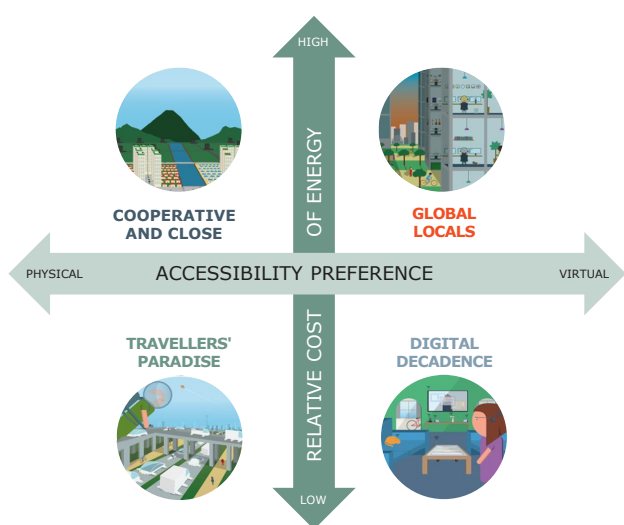 HIGH
COOPERATIVE
AND CLOSE
GLOBAL
LOCALS
PHYSICAL
ACCESSIBILITY PREFERENCE
VIRTUAL
RELATIVE COST OF ENERGY
TRAVELLERS'
PARADISE
DIGITAL
DECADENCE
LOW